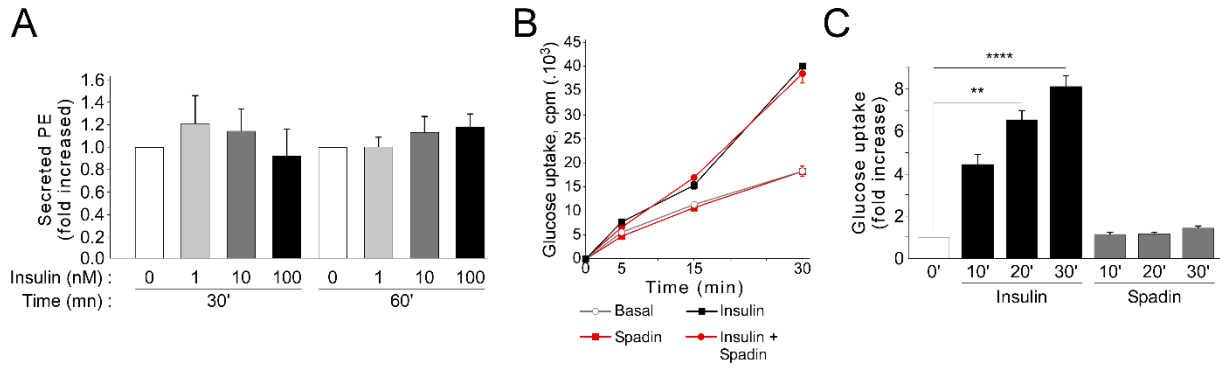 A
Secreted PE
(fold increased)
1.6
1.4
1.2
1.0
0.8
0.6
0.4
0.2
0.0
Insulin (nM) : 0 1 10 100 0 1 10 100
Time (mn) : 30' 60'
B
Glucose uptake, cpm (.10³)
40
45
40
35
30
25
20
15
10
5
0
0 5 15 30
Time (min)
Basal Insulin
Spadin Insulin +
Spadin
C
Glucose uptake
(fold increase)
8
6
4
2
0
****
**
0' 10' 20' 30' 10' 20' 30'
Insulin Spadin